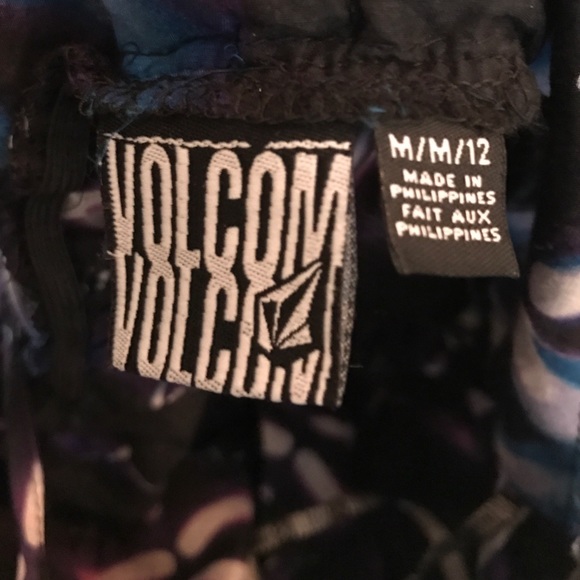 VOLCOM
VOLCOM
M/M/12
MADE IN
PHILIPPINES
FAIT AUX
PHILIPPINES